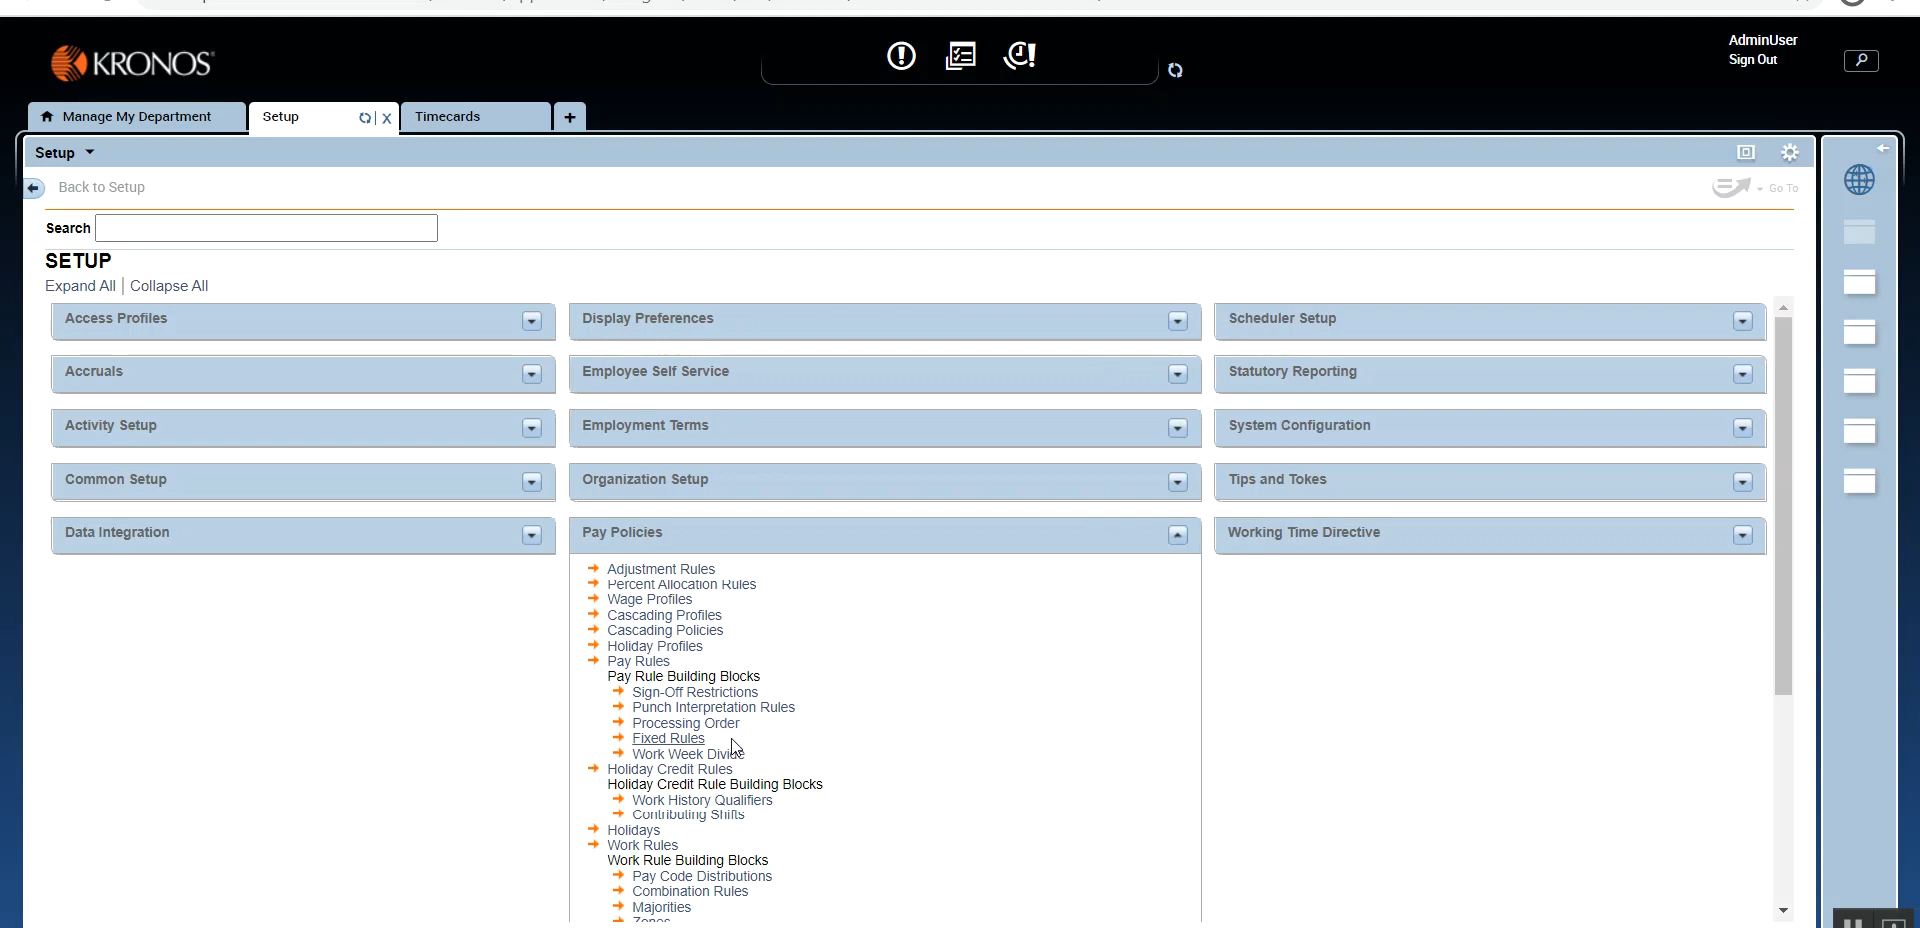 KRONOS
AdminUser
Sign Out
Manage My Department
Setup
X
Timecards
+
Setup
Back to Setup
Go To
Search
SETUP
Expand All | Collapse All
Access Profiles
Display Preferences
Scheduler Setup
Accruals
Employee Self Service
Statutory Reporting
Activity Setup
Employment Terms
System Configuration
Common Setup
Organization Setup
Tips and Tokes
Data Integration
Pay Policies
Working Time Directive
Adjustment Rules
Percent Allocation Rules
Wage Profiles
Cascading Profiles
Cascading Policies
Holiday Profiles
Pay Rules
Pay Rule Building Blocks
Sign-Off Restrictions
Punch Interpretation Rules
Processing Order
Fixed Rules
Work Week Divide
Holiday Credit Rules
Holiday Credit Rule Building Blocks
Work History Qualifiers
Contributing Shifts
Holidays
Work Rules
Work Rule Building Blocks
Pay Code Distributions
Combination Rules
Majorities
Zones